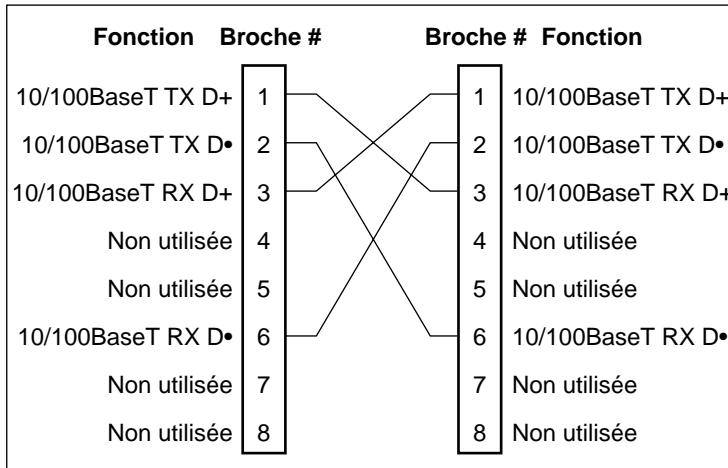 Fonction Broche # Broche # Fonction
10/100BaseT TX D+ 1 1 10/100BaseT TX D+
10/100BaseT TX D• 2 2 10/100BaseT TX D•
10/100BaseT RX D+ 3 3 10/100BaseT RX D+
Non utilisée 4 4 Non utilisée
Non utilisée 5 5 Non utilisée
10/100BaseT RX D• 6 6 10/100BaseT RX D•
Non utilisée 7 7 Non utilisée
Non utilisée 8 8 Non utilisée